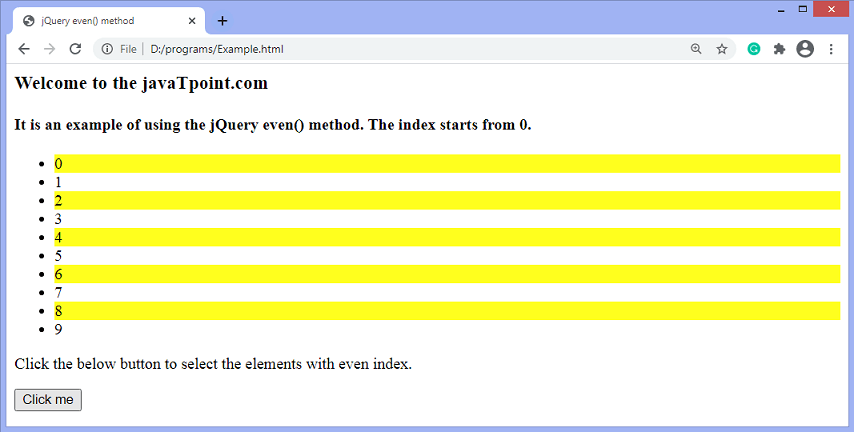 jQuery even() method
File D:/programs/Example.html
Welcome to the javaTpoint.com
It is an example of using the jQuery even() method. The index starts from 0.
0
1
2
3
4
5
6
7
8
9
Click the below button to select the elements with even index.
Click me